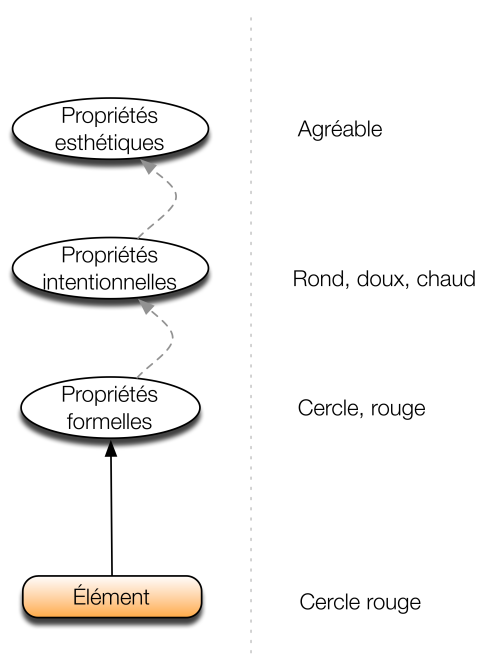 Propriétés
esthétiques
Agréable
Propriétés
intentionnelles
Rond, doux, chaud
Propriétés
formelles
Cercle, rouge
Élément
Cercle rouge